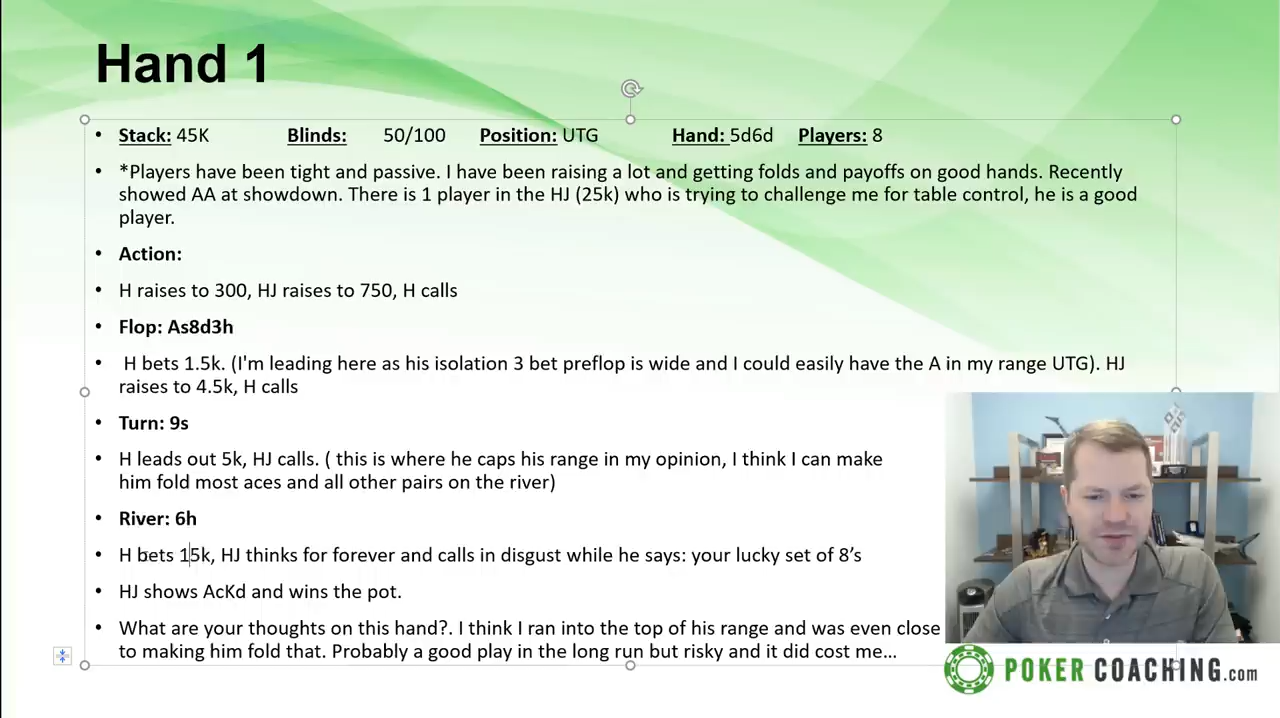 Hand 1
• Stack: 45K Blinds: 50/100 Position: UTG Hand: 5d6d Players: 8
• *Players have been tight and passive. I have been raising a lot and getting folds and payoffs on good hands. Recently
showed AA at showdown. There is 1 player in the HJ (25k) who is trying to challenge me for table control, he is a good
player.
• Action:
• H raises to 300, HJ raises to 750, H calls
• Flop: As8d3h
• H bets 1.5k. (I'm leading here as his isolation 3 bet preflop is wide and I could easily have the A in my range UTG). HJ
raises to 4.5k, H calls
• Turn: 9s
• H leads out 5k, HJ calls. ( this is where he caps his range in my opinion, I think I can make
him fold most aces and all other pairs on the river)
• River: 6h
• H bets 15k, HJ thinks for forever and calls in disgust while he says: your lucky set of 8’s
• HJ shows AcKd and wins the pot.
• What are your thoughts on this hand?. I think I ran into the top of his range and was even close
to making him fold that. Probably a good play in the long run but risky and it did cost me…
POKERCOACHING.com